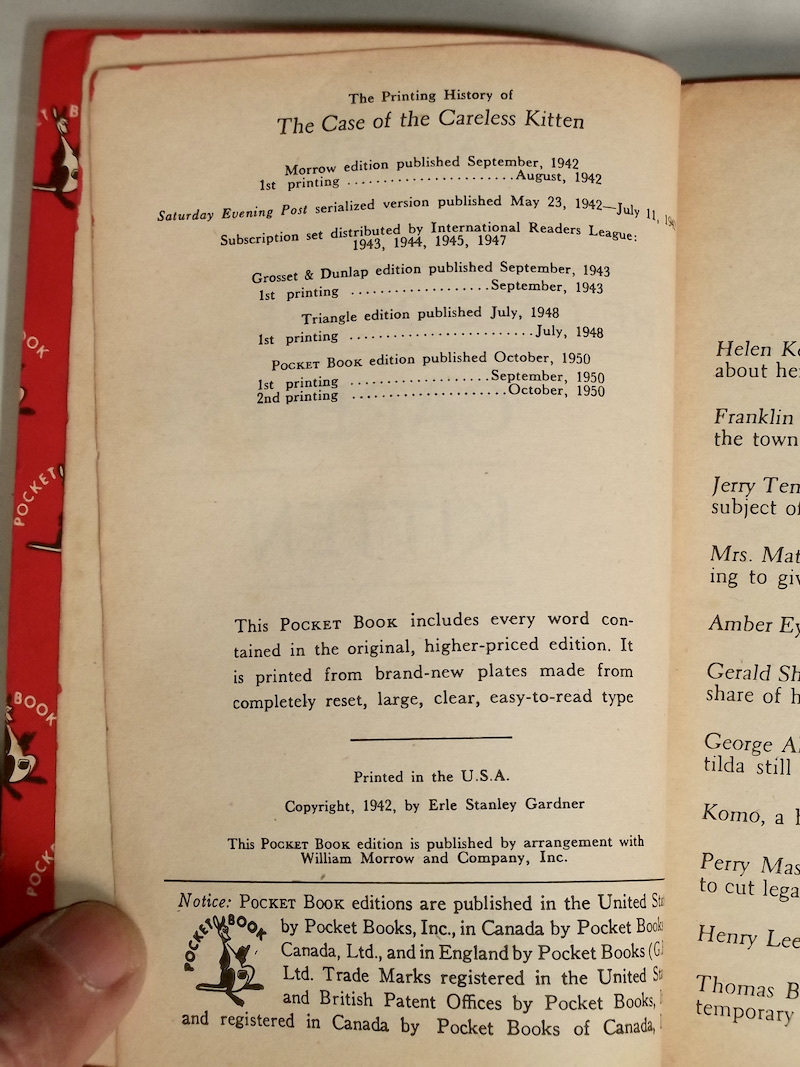 The Printing History of
The Case of the Careless Kitten
Morrow edition published September, 1942
1st printing ........................August, 1942
Saturday Evening Post serialized version published May 23, 1942—July 11,
Subscription set distributed by International Readers League:
1943, 1944, 1945, 1947
Grosset & Dunlap edition published September, 1943
1st printing ....................September, 1943
Triangle edition published July, 1948
1st printing ..........................July, 1948
POCKET BOOK edition published October, 1950
1st printing ....................September, 1950
2nd printing ......................October, 1950
This POCKET BOOK includes every word con-
tained in the original, higher-priced edition. It
is printed from brand-new plates made from
completely reset, large, clear, easy-to-read type
Printed in the U.S.A.
Copyright, 1942, by Erle Stanley Gardner
This POCKET BOOK edition is published by arrangement with
William Morrow and Company, Inc.
Notice: POCKET BOOK editions are published in the United
by Pocket Books, Inc., in Canada by Pocket Books
Canada, Ltd., and in England by Pocket Books
Ltd. Trade Marks registered in the United
and British Patent Offices by Pocket Books,
and registered in Canada by Pocket Books of Canada,
POCKET BOOK
Helen
about
Franklin
the town
Jerry
subject
Mrs.
ing to
Amber
Gerald
share of
George
tilda still
Komo, a
Perry
to cut
Henry Lee
Thomas B
temporary
BOOK
POCKET
BOOK